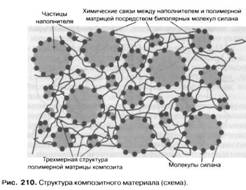 Частицы
наполнителя
Химические связи между наполнителем и полимерной
матрицей посредством биполярных молекул силана
Трехмерная структура
полимерной матрицы композита
Молекулы силана
Рис. 210. Структура композитного материала (схема).